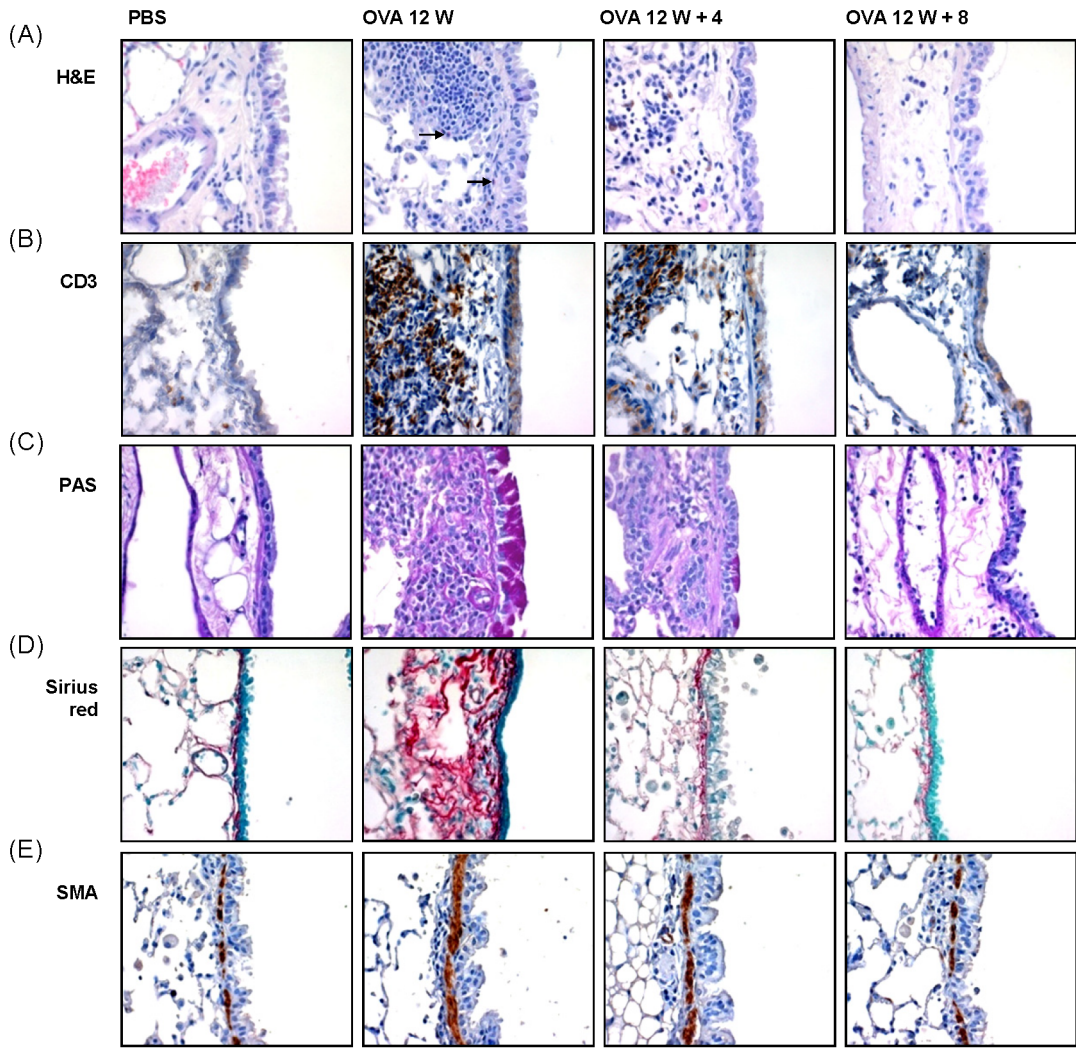 PBS OVA 12 W OVA 12 W + 4 OVA 12 W + 8
(A)
H&E
(B)
CD3
(C)
PAS
(D)
Sirius
red
(E)
SMA